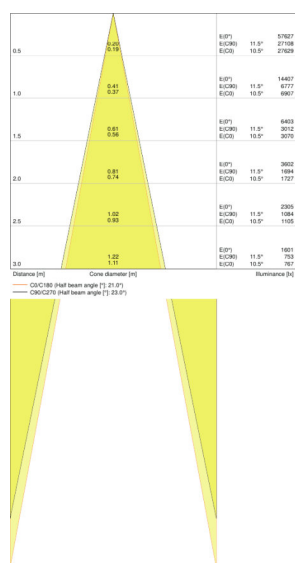 E(0°) 57627
0.20 E(C90) 11.5° 27108
0.5 0.19 E(C0) 10.5° 27629
E(0°) 14407
0.41 E(C90) 11.5° 6777
1.0 0.37 E(C0) 10.5° 6907
E(0°) 6403
0.61 E(C90) 11.5° 3012
1.5 0.56 E(C0) 10.5° 3070
E(0°) 3602
0.81 E(C90) 11.5° 1694
2.0 0.74 E(C0) 10.5° 1727
E(0°) 2305
1.02 E(C90) 11.5° 1084
2.5 0.93 E(C0) 10.5° 1105
E(0°) 1601
1.22 E(C90) 11.5° 753
3.0 1.11 E(C0) 10.5° 767
Distance [m] Cone diameter [m] Illuminance [lx]
C0/C180 (Half beam angle [°]: 21.0°)
C90/C270 (Half beam angle [°]: 23.0°)